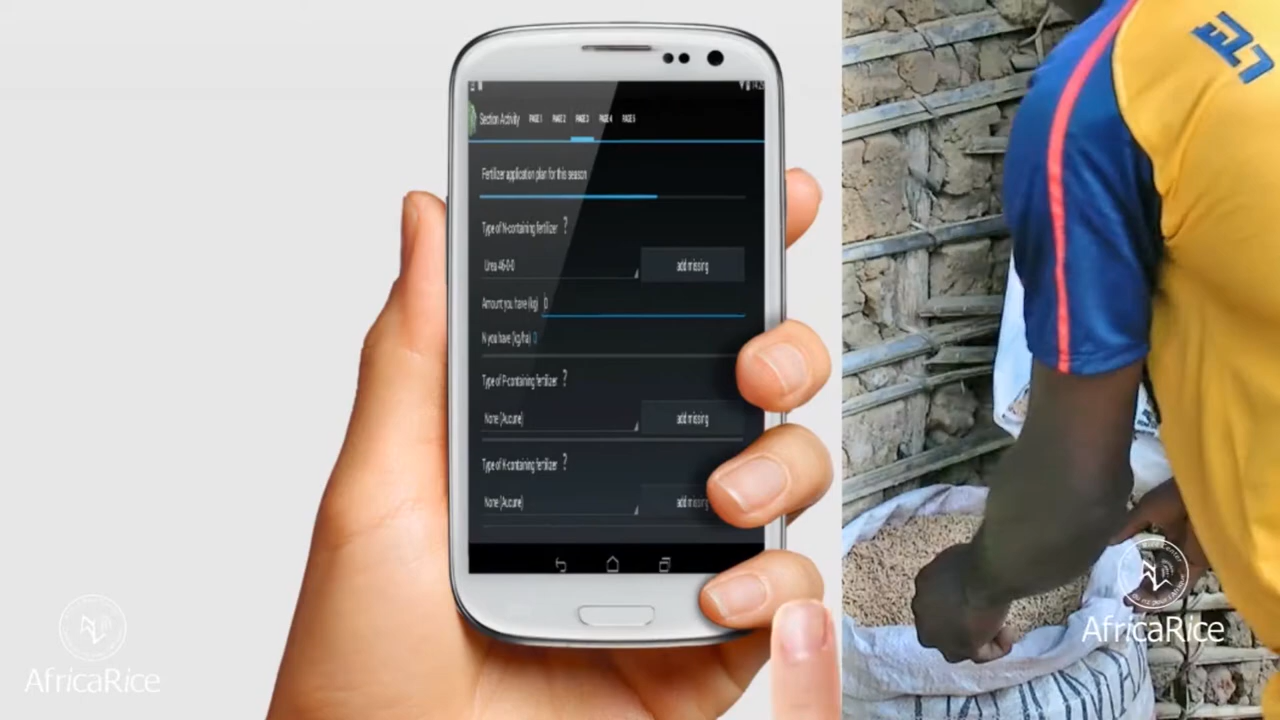 Section Activity PAGE 1 PAGE 2 PAGE 3 PAGE 4 PAGE 5
Fertilizer application plan for this season
Type of N-containing fertilizer ?
Urea 46-0-0 add missing
Amount you have (kg) 0
N you have (kg/ha) 0
Type of P-containing fertilizer ?
None (Aucune) add missing
Type of K-containing fertilizer ?
None (Aucune) add missing
AfricaRice
AfricaRice